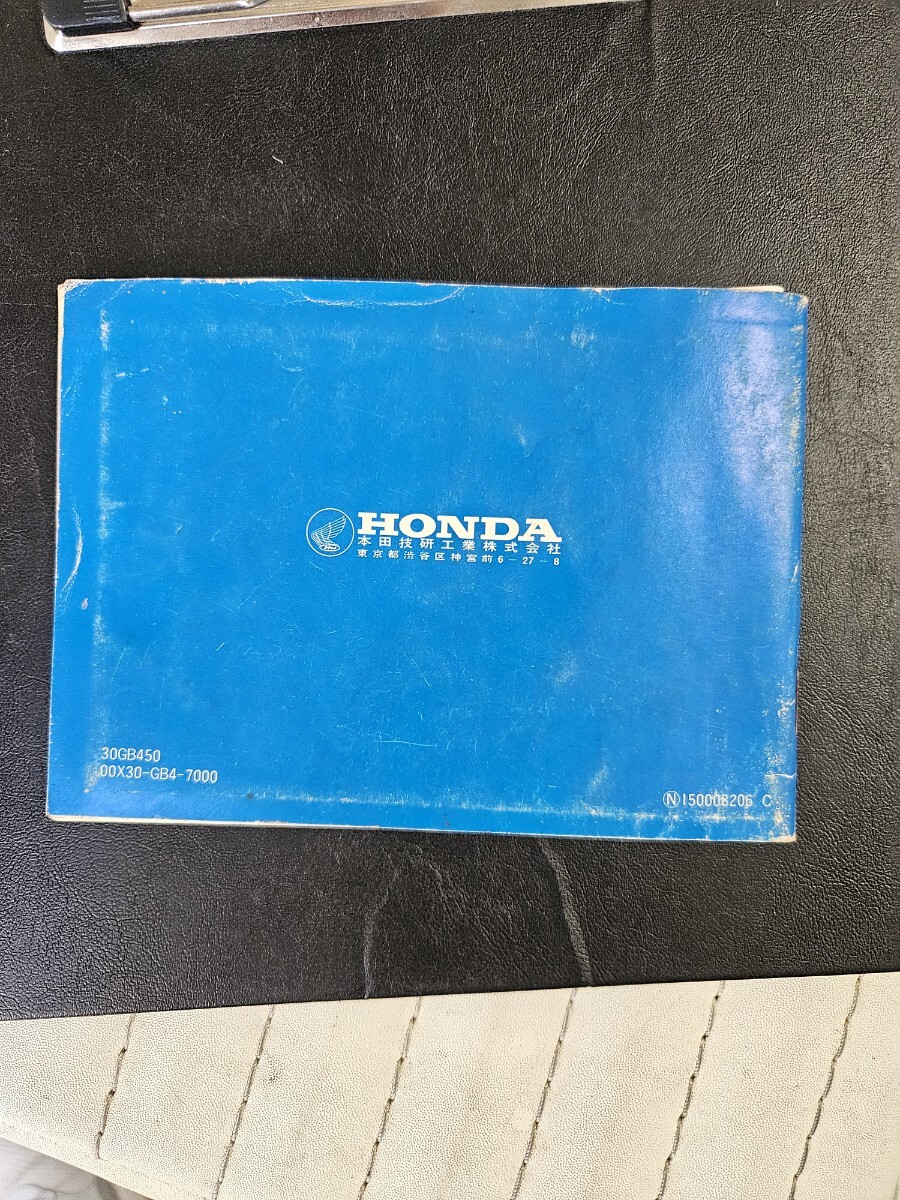 HONDA
本田技研工業株式会社
東京都渋谷区神宮前6-27-8
30GB450
00X30-GB4-7000
Ⓝ150008206 C